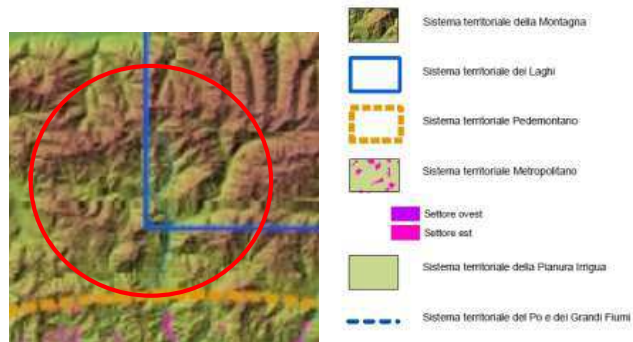 Sistema territoriale della Montagna
Sistema territoriale dei Laghi
Sistema territoriale Pedemontano
Sistema territoriale Metropolitano
Settore ovest
Settore est
Sistema territoriale della Pianura Irrigua
Sistema territoriale del Po e dei Grandi Fiumi